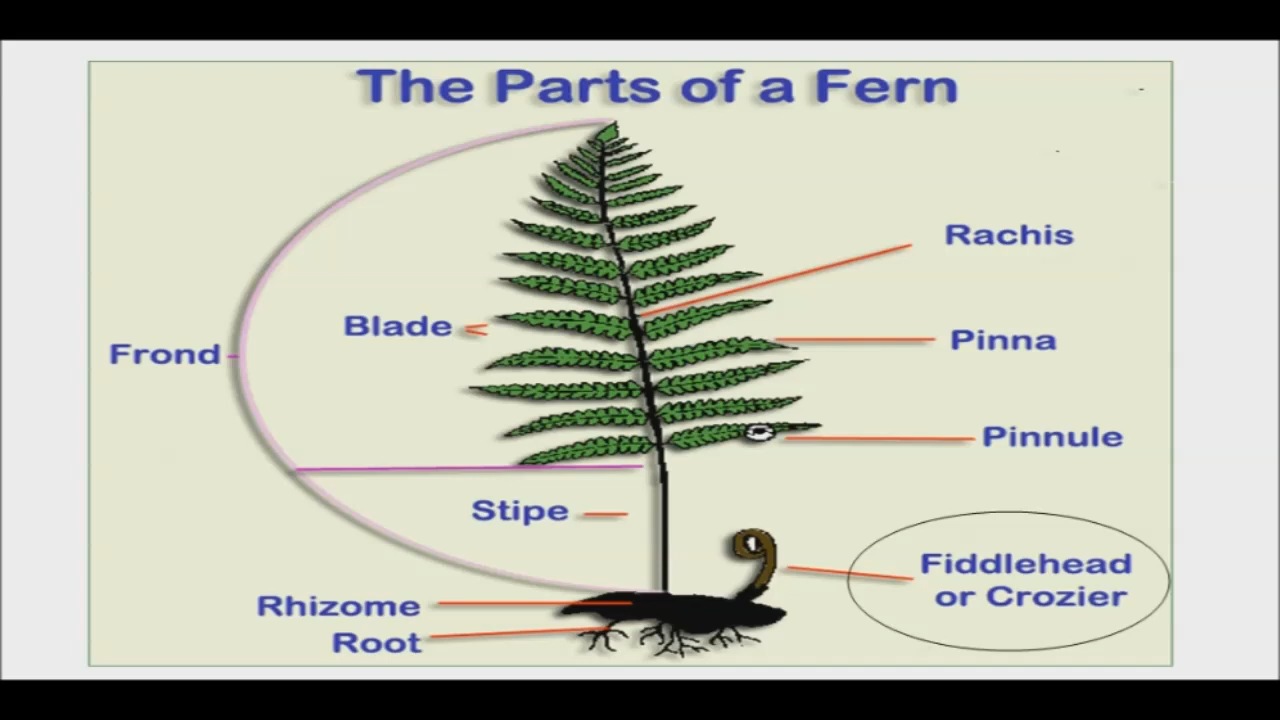 The Parts of a Fern
Rachis
Blade
Pinna
Frond
Pinnule
Stipe
Fiddlehead
or Crozier
Rhizome
Root